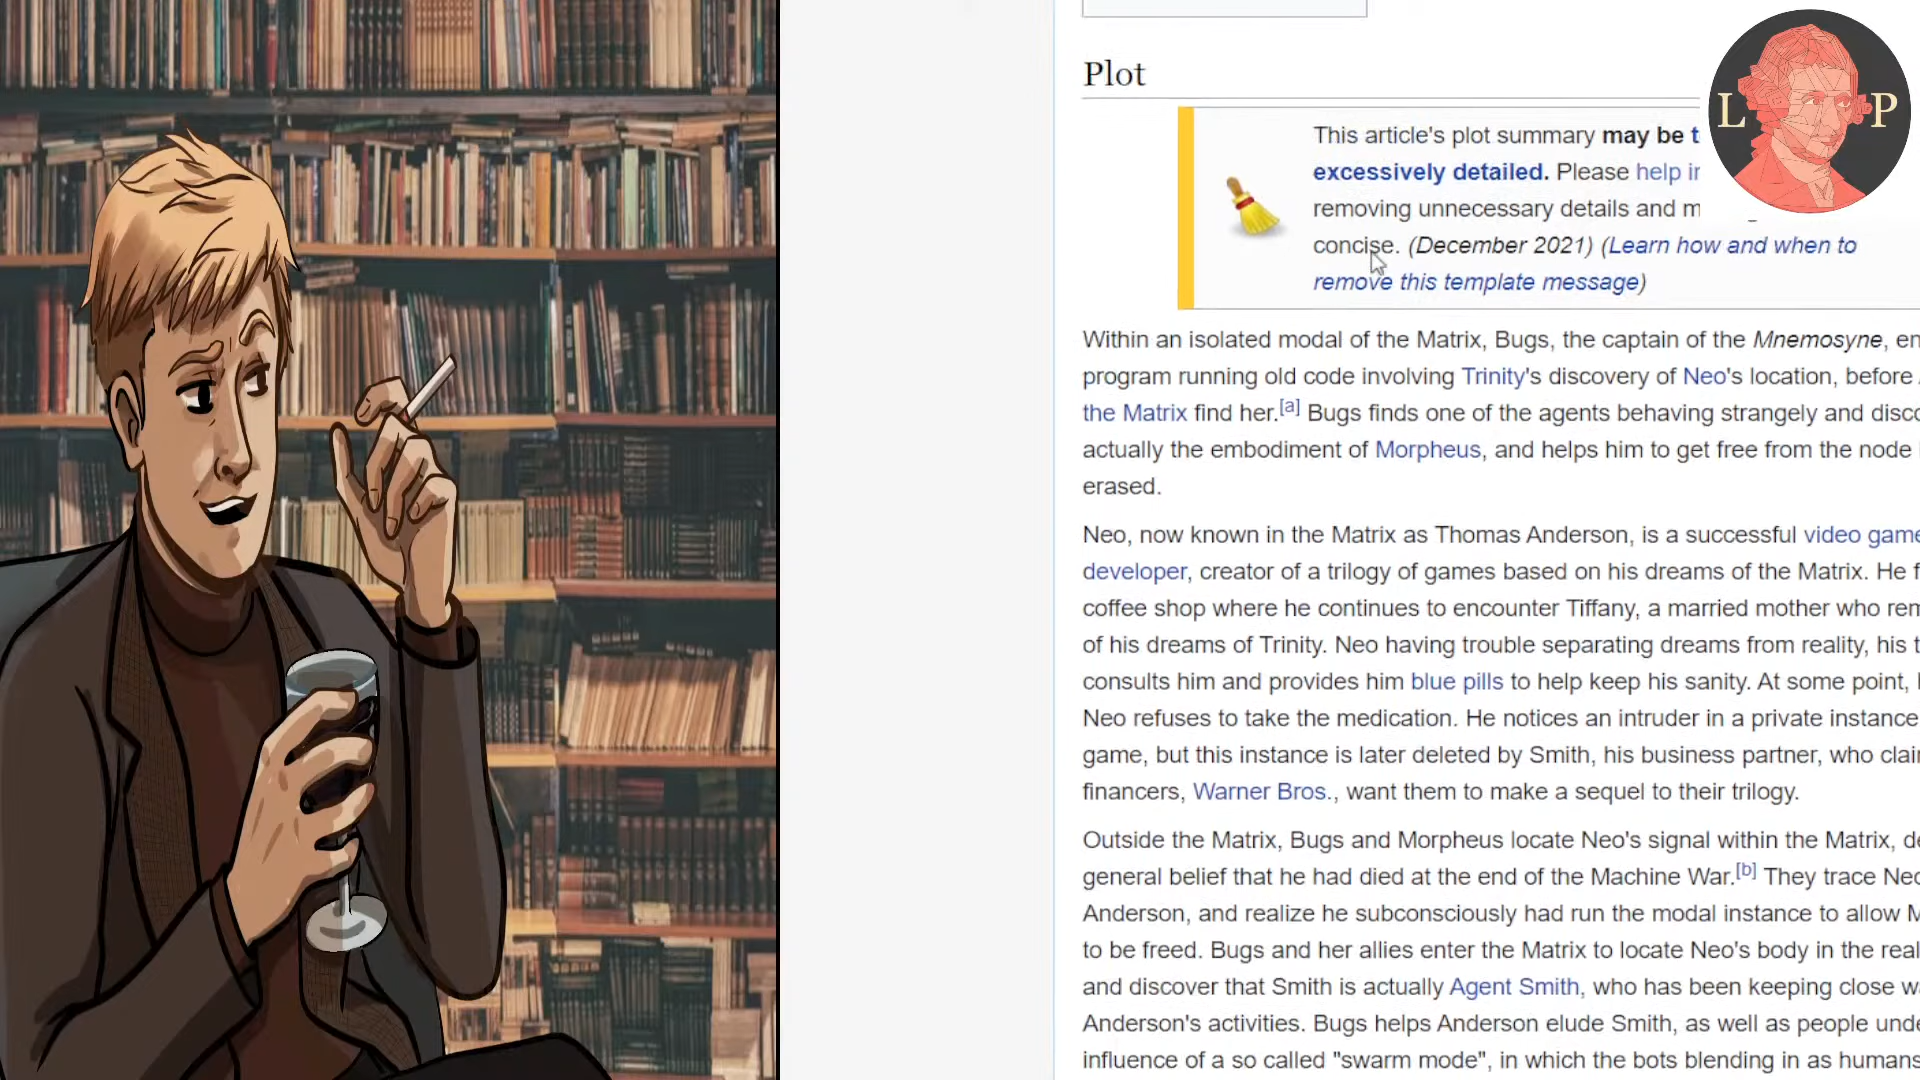 Plot
L P
This article's plot summary may be
excessively detailed. Please help
removing unnecessary details and
concise. (December 2021) (Learn how and when to
remove this template message)
Within an isolated modal of the Matrix, Bugs, the captain of the Mnemosyne,
program running old code involving Trinity's discovery of Neo's location, before
the Matrix find her.[a] Bugs finds one of the agents behaving strangely and
actually the embodiment of Morpheus, and helps him to get free from the node
erased.
Neo, now known in the Matrix as Thomas Anderson, is a successful video game
developer, creator of a trilogy of games based on his dreams of the Matrix. He
coffee shop where he continues to encounter Tiffany, a married mother who
of his dreams of Trinity. Neo having trouble separating dreams from reality, his
consults him and provides him blue pills to help keep his sanity. At some point,
Neo refuses to take the medication. He notices an intruder in a private instance
game, but this instance is later deleted by Smith, his business partner, who
financers, Warner Bros., want them to make a sequel to their trilogy.
Outside the Matrix, Bugs and Morpheus locate Neo's signal within the Matrix,
general belief that he had died at the end of the Machine War.[b] They trace
Anderson, and realize he subconsciously had run the modal instance to allow
to be freed. Bugs and her allies enter the Matrix to locate Neo's body in the real
and discover that Smith is actually Agent Smith, who has been keeping close
Anderson's activities. Bugs helps Anderson elude Smith, as well as people
influence of a so called "swarm mode", in which the bots blending in as humans